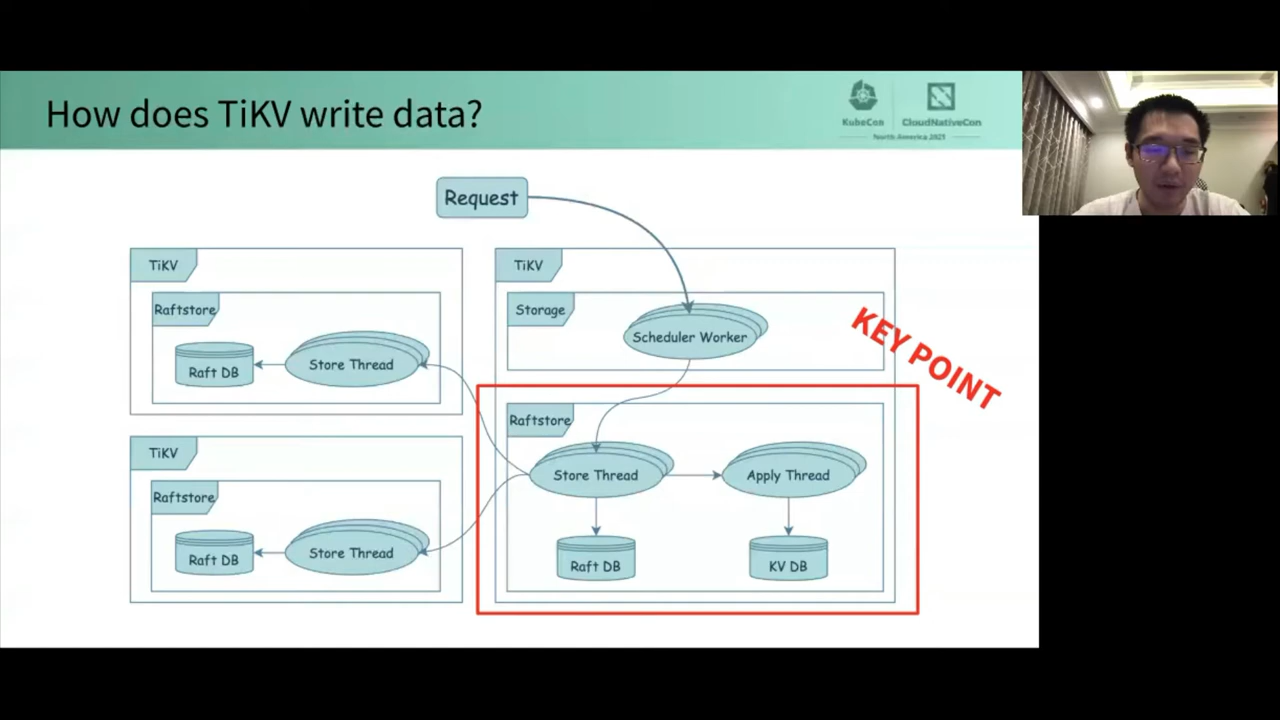 How does TiKV write data?
KubeCon
CloudNativeCon
North America 2021
Request
TiKV
Raftstore
Store Thread
Raft DB
TiKV
Raftstore
Store Thread
Raft DB
TiKV
Storage
Scheduler Worker
KEY POINT
Raftstore
Store Thread
Apply Thread
Raft DB
KV DB